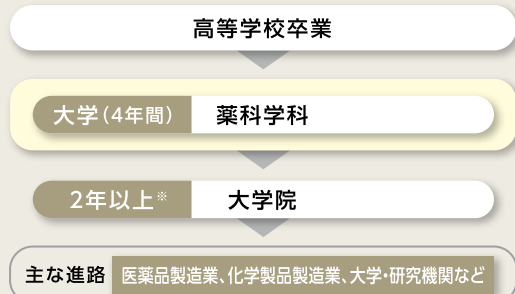 高等学校卒業
大学(4年間) 薬科学科
2年以上※ 大学院
主な進路 医薬品製造業、化学製品製造業、大学・研究機関など